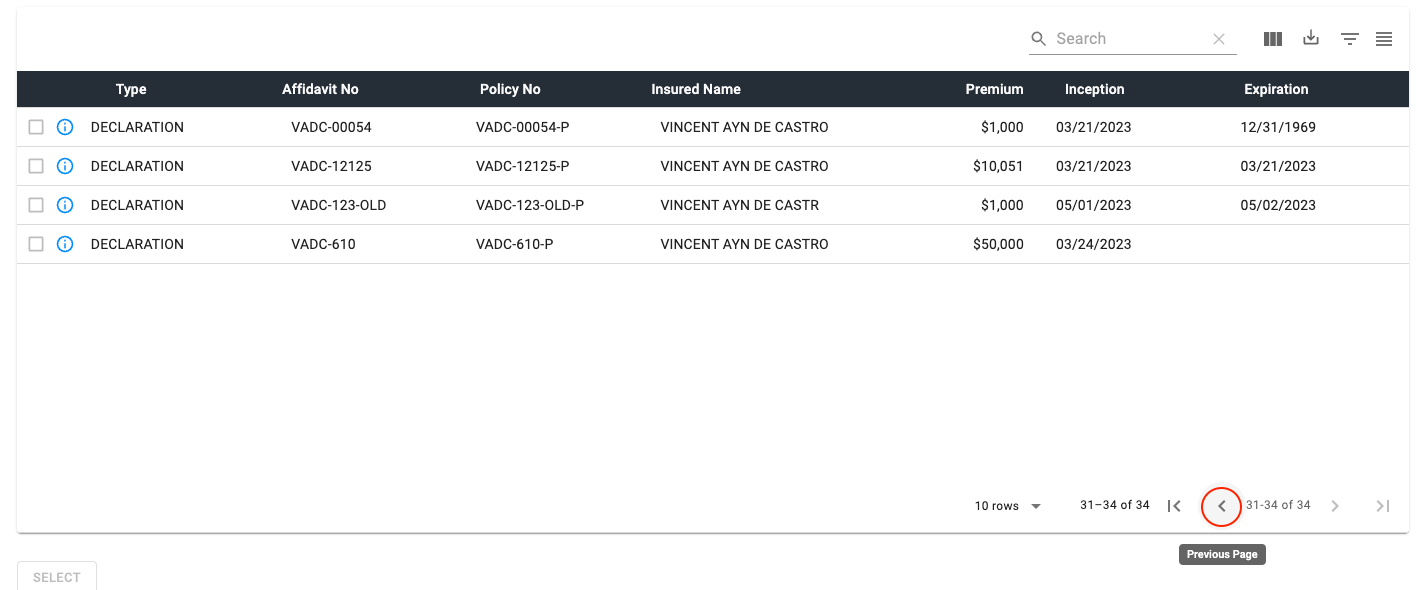 Search
Type Affidavit No Policy No Insured Name Premium Inception Expiration
DECLARATION VADC-00054 VADC-00054-P VINCENT AYN DE CASTRO $1,000 03/21/2023 12/31/1969
DECLARATION VADC-12125 VADC-12125-P VINCENT AYN DE CASTRO $10,051 03/21/2023 03/21/2023
DECLARATION VADC-123-OLD VADC-123-OLD-P VINCENT AYN DE CASTR $1,000 05/01/2023 05/02/2023
DECLARATION VADC-610 VADC-610-P VINCENT AYN DE CASTRO $50,000 03/24/2023
10 rows 31–34 of 34 31-34 of 34
Previous Page
SELECT